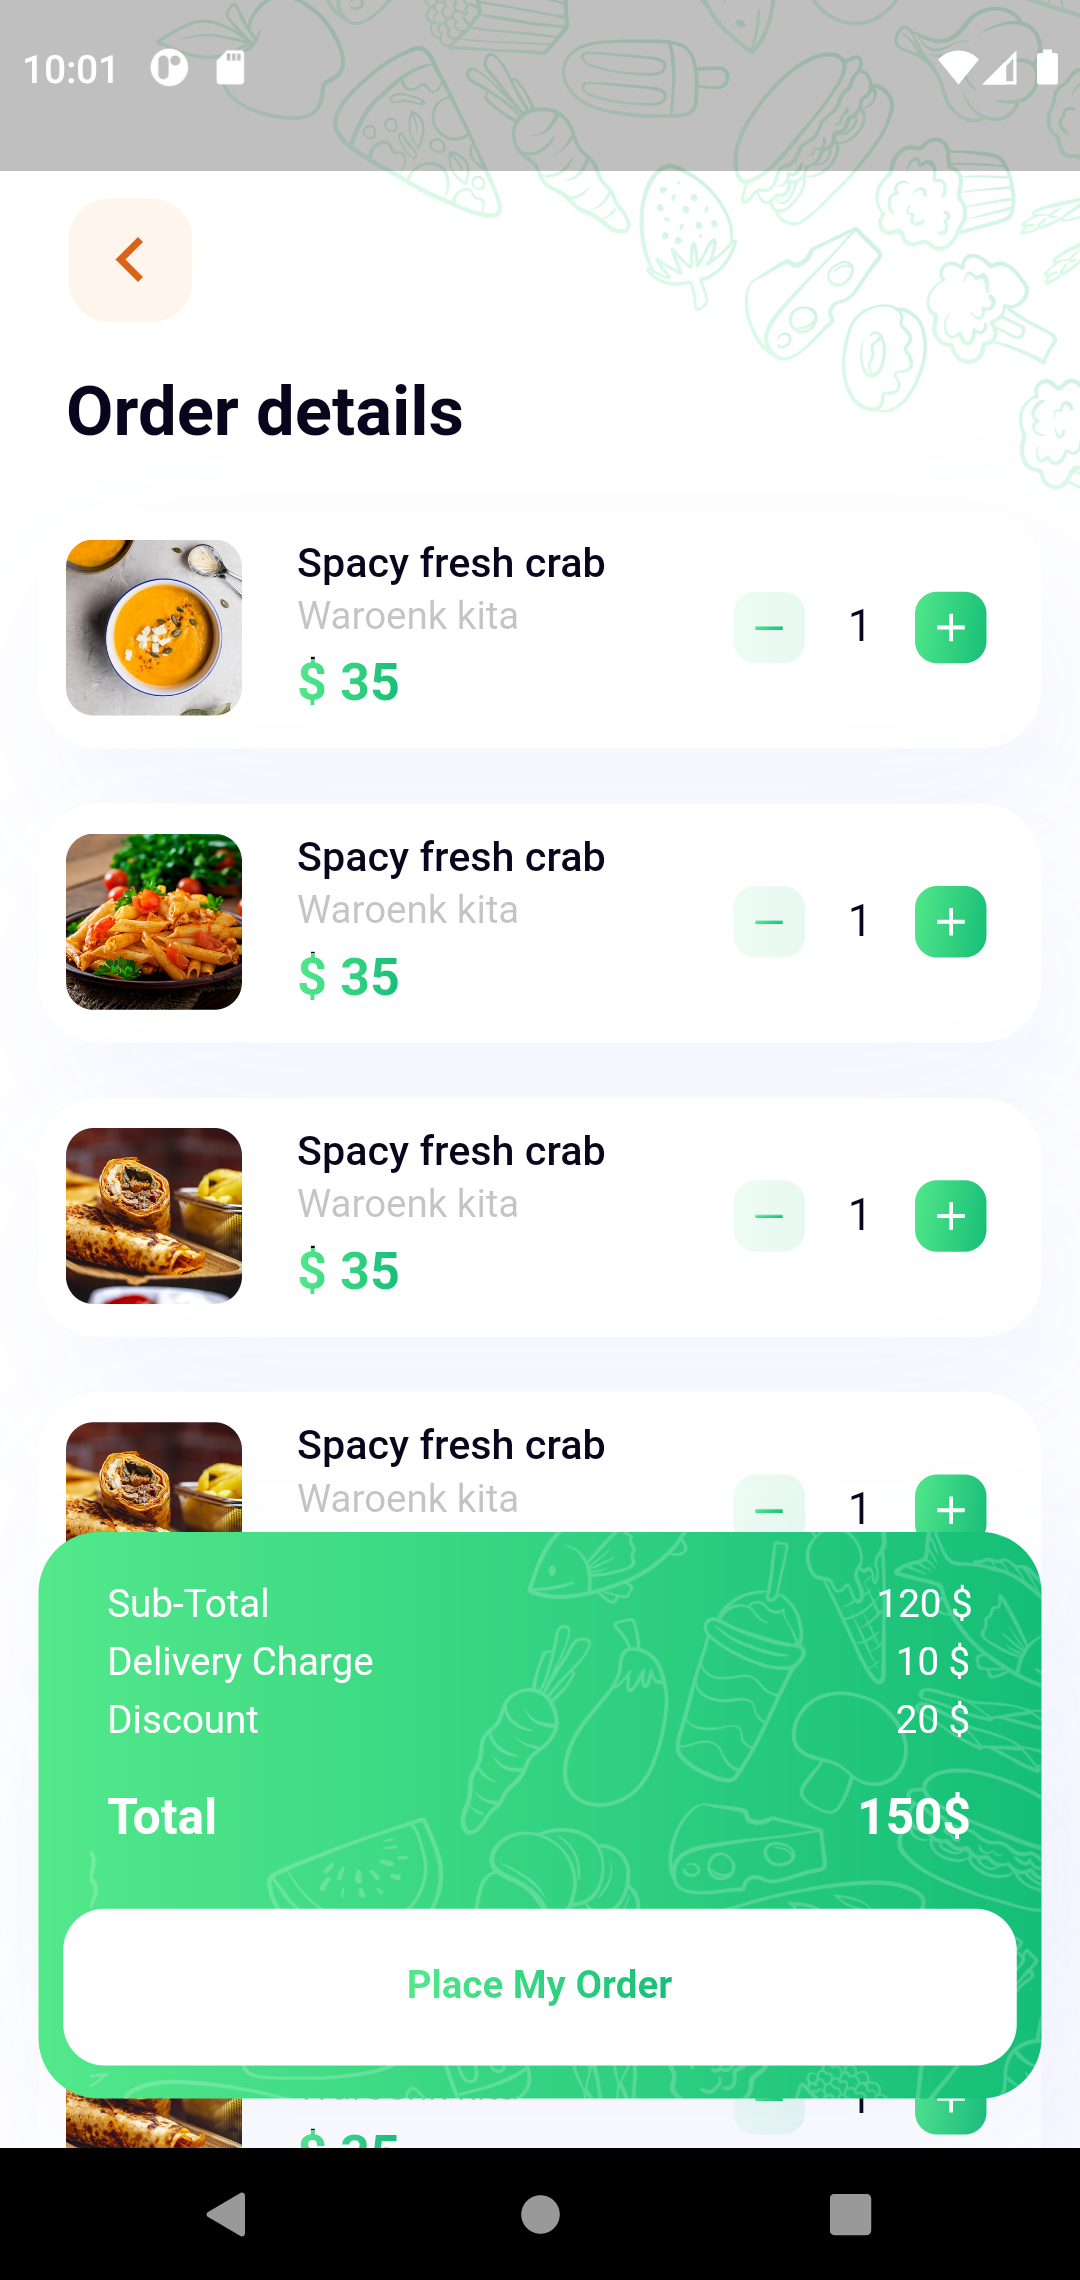 10:01
Order details
Spacy fresh crab
Waroenk kita
$ 35
1
Spacy fresh crab
Waroenk kita
$ 35
1
Spacy fresh crab
Waroenk kita
$ 35
1
Spacy fresh crab
Waroenk kita
1
Sub-Total 120 $
Delivery Charge 10 $
Discount 20 $
Total 150$
Place My Order